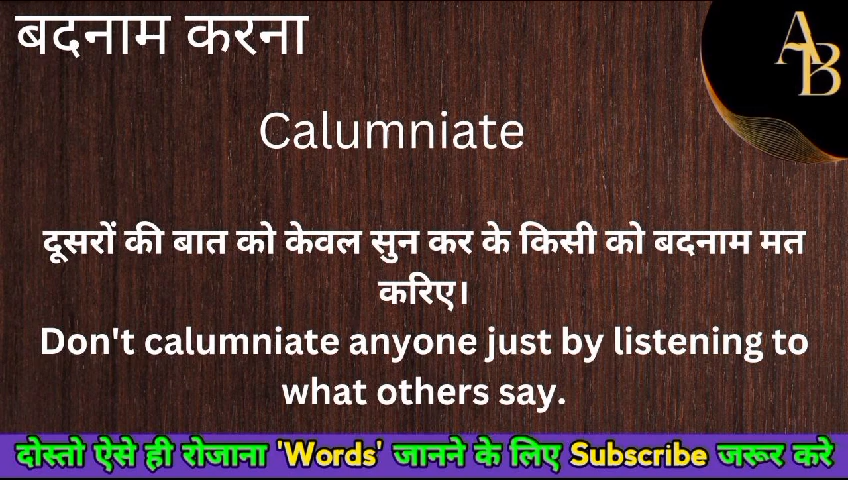 बदनाम करना
AB
Calumniate
दूसरों की बात को केवल सुन कर के किसी को बदनाम मत
करिए।
Don't calumniate anyone just by listening to
what others say.
दोस्तो ऐसे ही रोजाना 'Words' जानने के लिए Subscribe जरूर करे